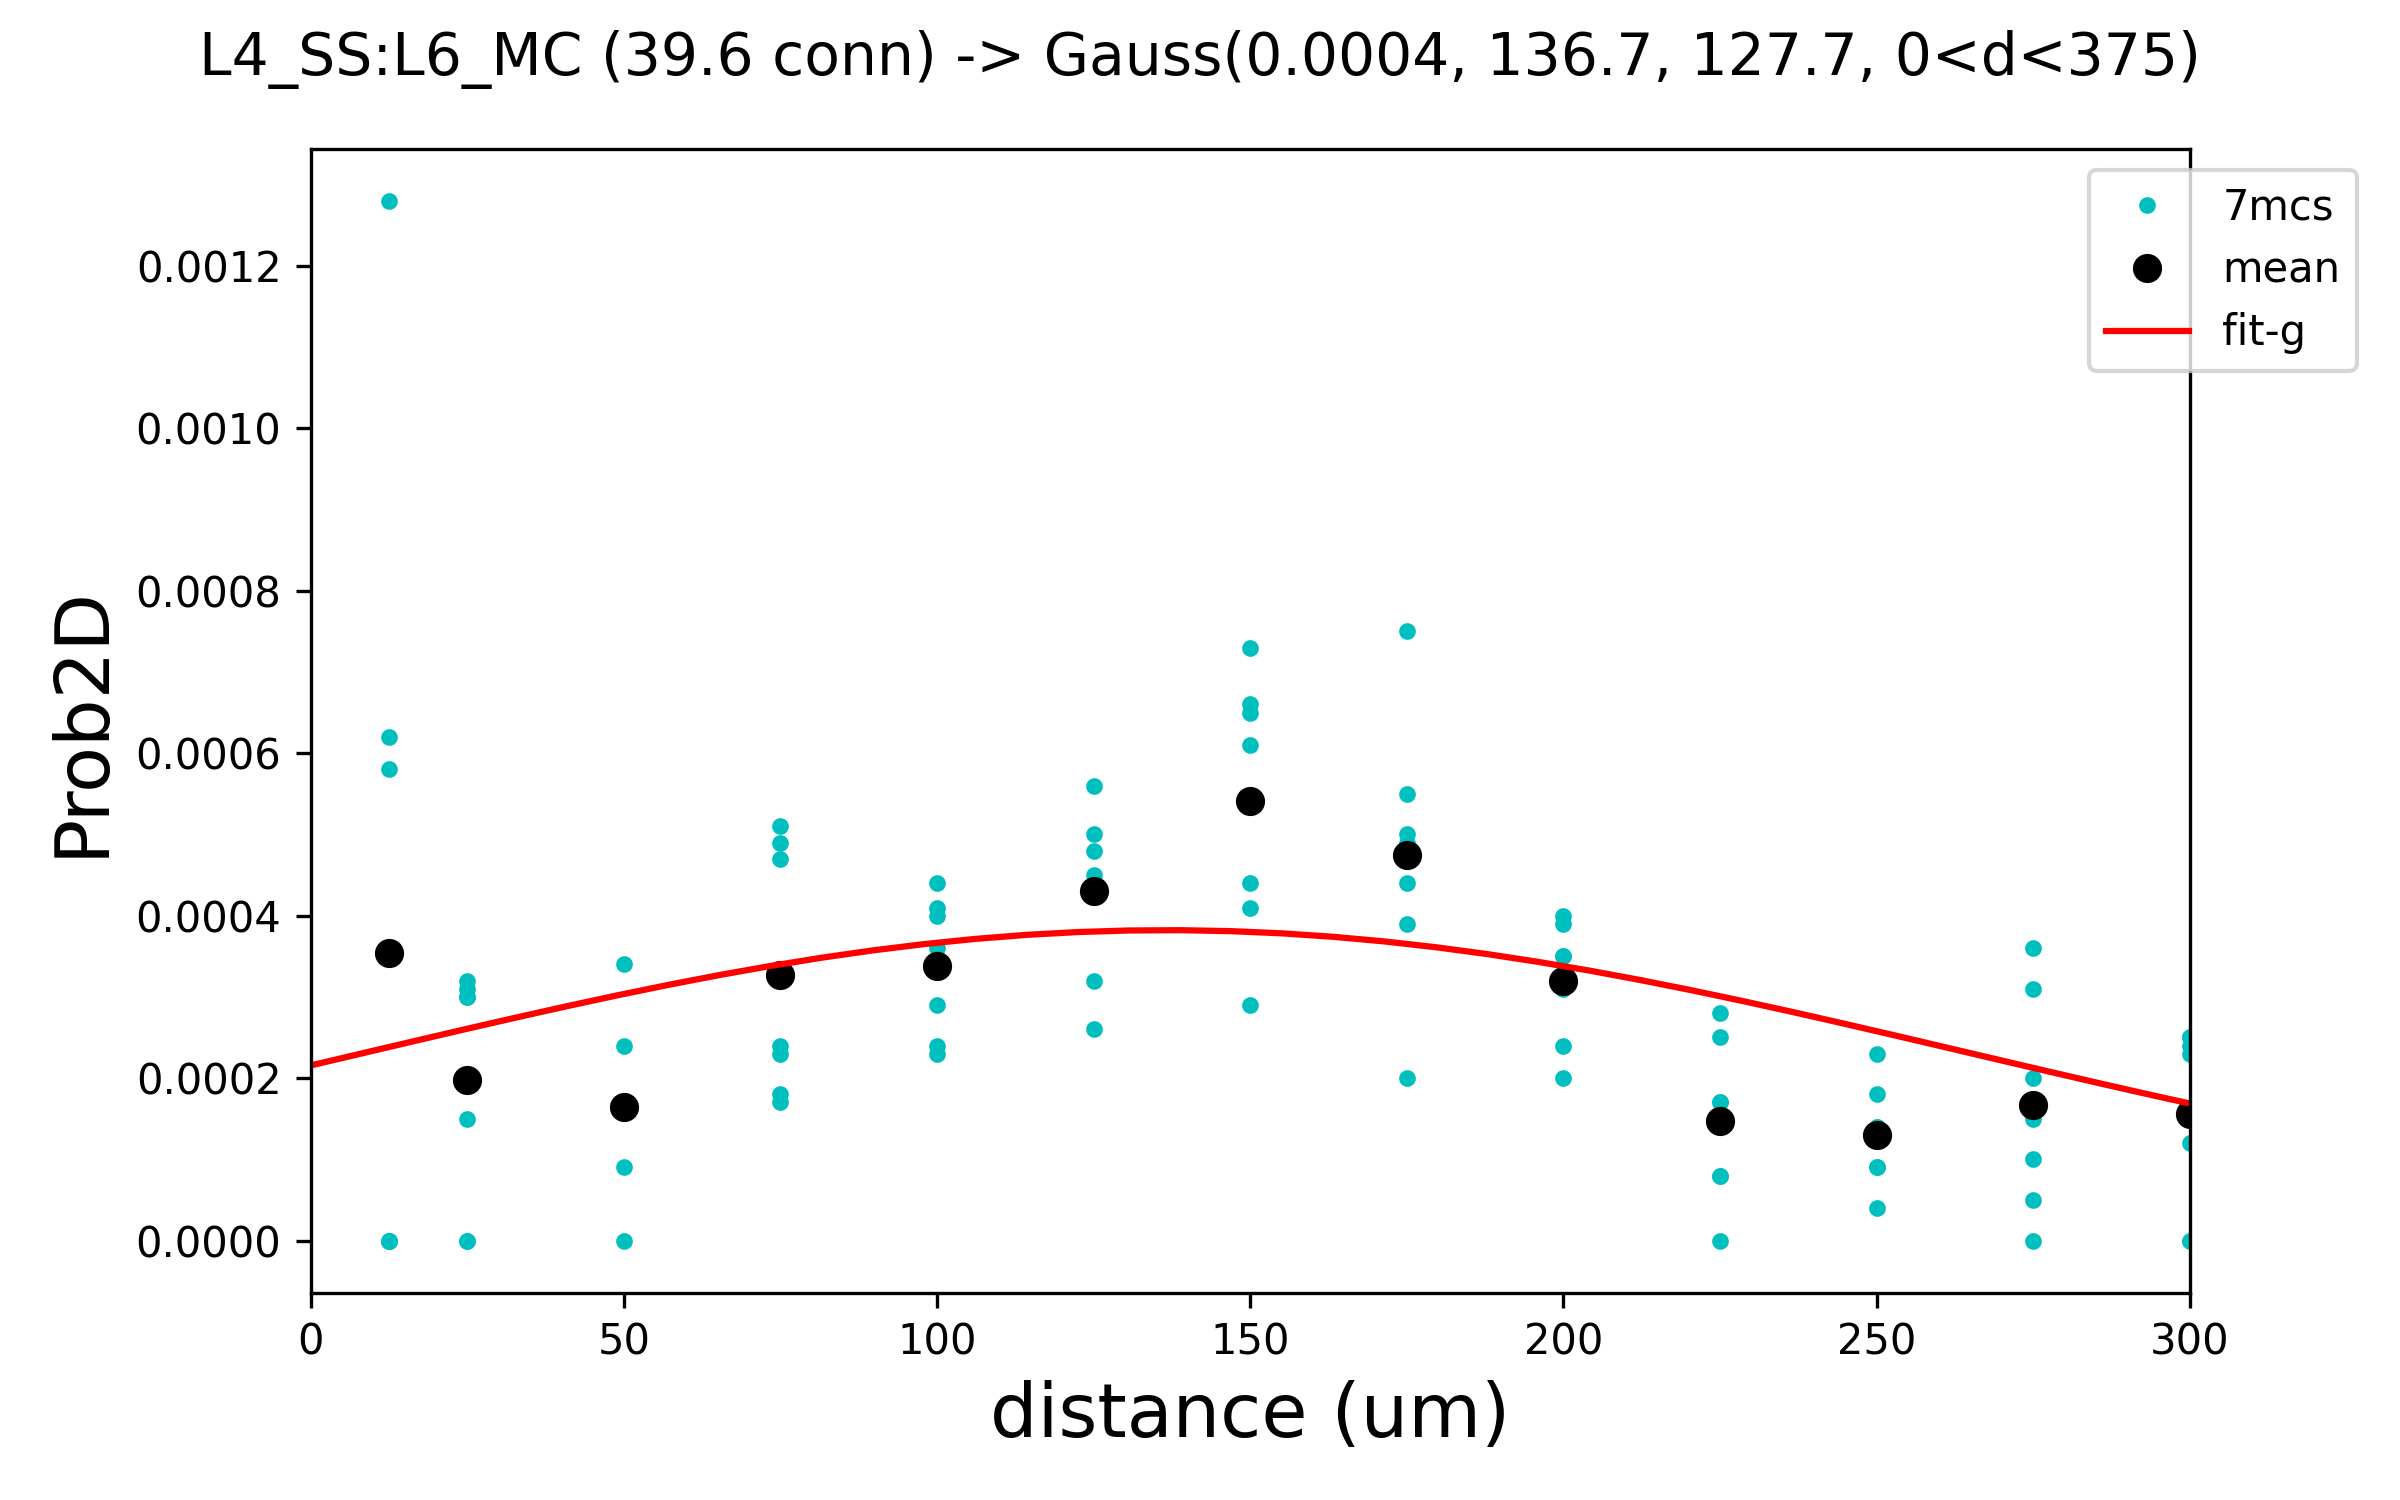 L4_SS:L6_MC (39.6 conn) -> Gauss(0.0004, 136.7, 127.7, 0<d<375)
7mcs
mean
fit-g
0.0012
0.0010
0.0008
0.0006
0.0004
0.0002
0.0000
Prob2D
0 50 100 150 200 250 300
distance (um)